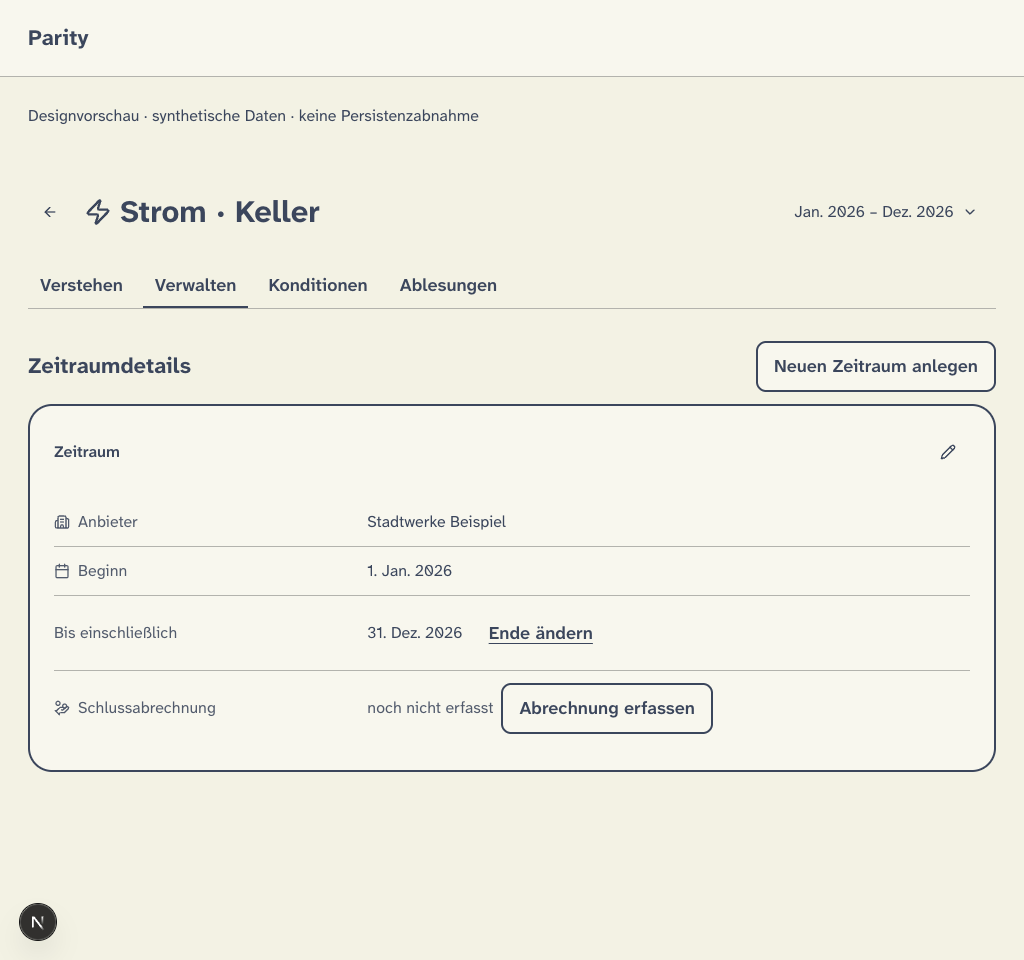 Parity
Designvorschau · synthetische Daten · keine Persistenzabnahme
Strom · Keller
Jan. 2026 – Dez. 2026
Verstehen
Verwalten
Konditionen
Ablesungen
Zeitraumdetails
Neuen Zeitraum anlegen
Zeitraum
Anbieter
Stadtwerke Beispiel
Beginn
1. Jan. 2026
Bis einschließlich
31. Dez. 2026
Ende ändern
Schlussabrechnung
noch nicht erfasst
Abrechnung erfassen
N